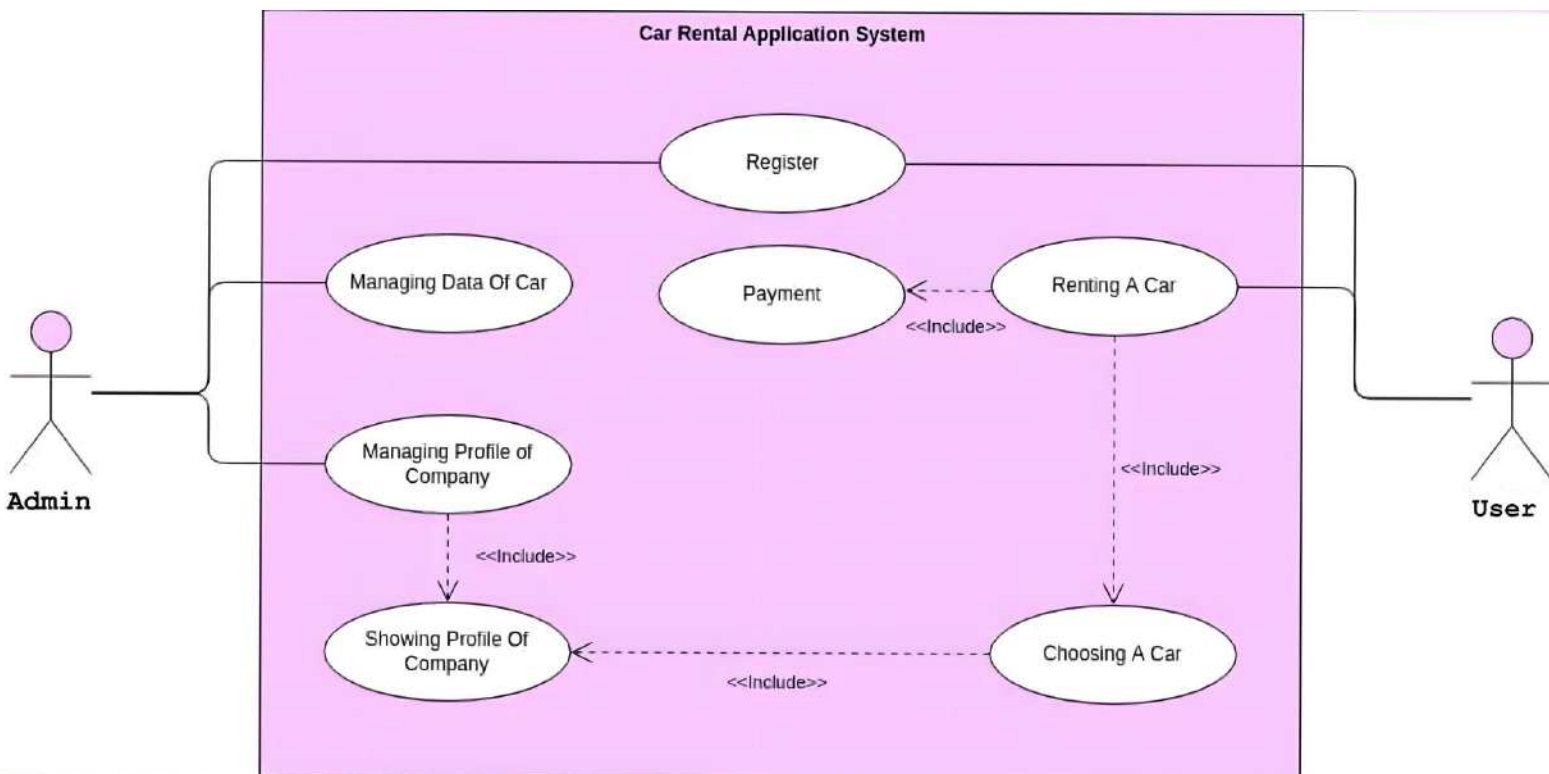 Car Rental Application System
Register
Managing Data Of Car
Payment
Renting A Car
<<Include>>
Managing Profile of
Company
<<Include>>
Admin
User
<<Include>>
Showing Profile Of
Company
Choosing A Car
<<Include>>